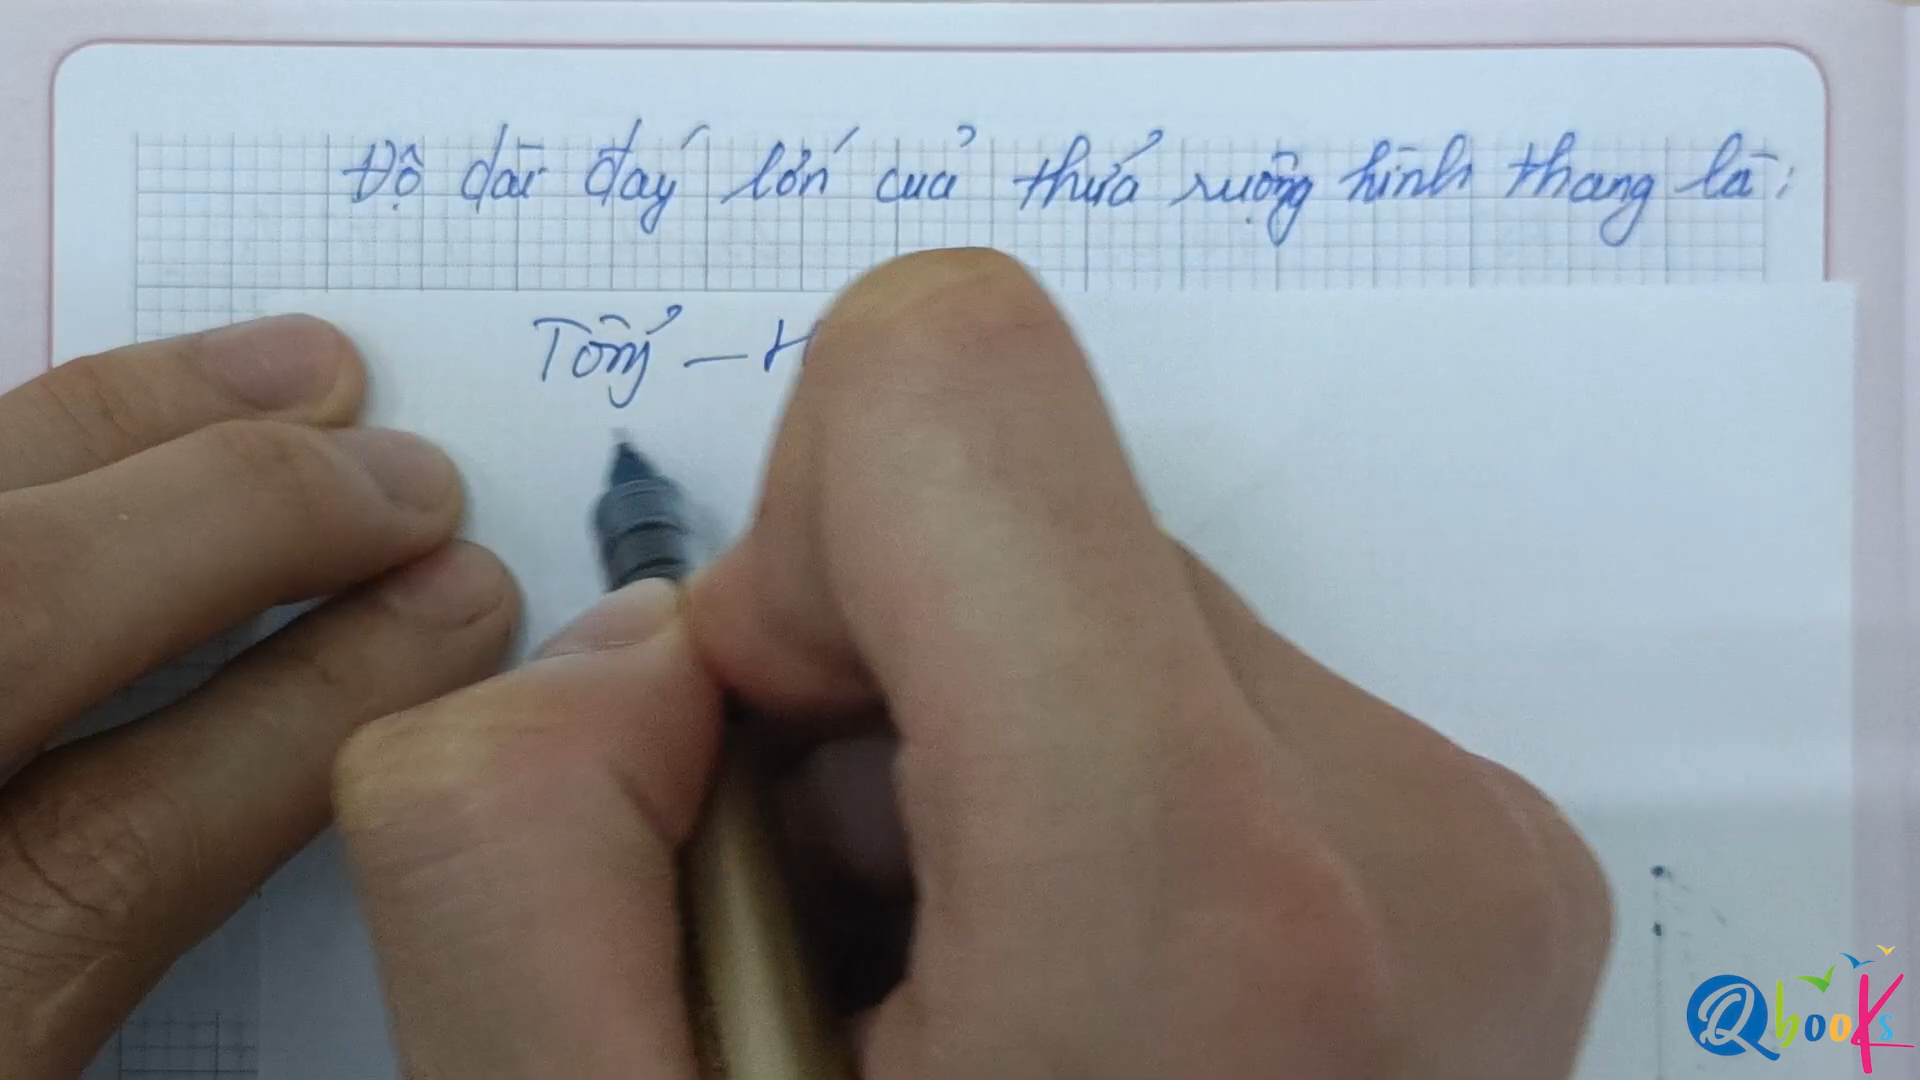 Độ dài đáy lớn của thửa ruộng hình thang là:
Tổng - H
Qbooks